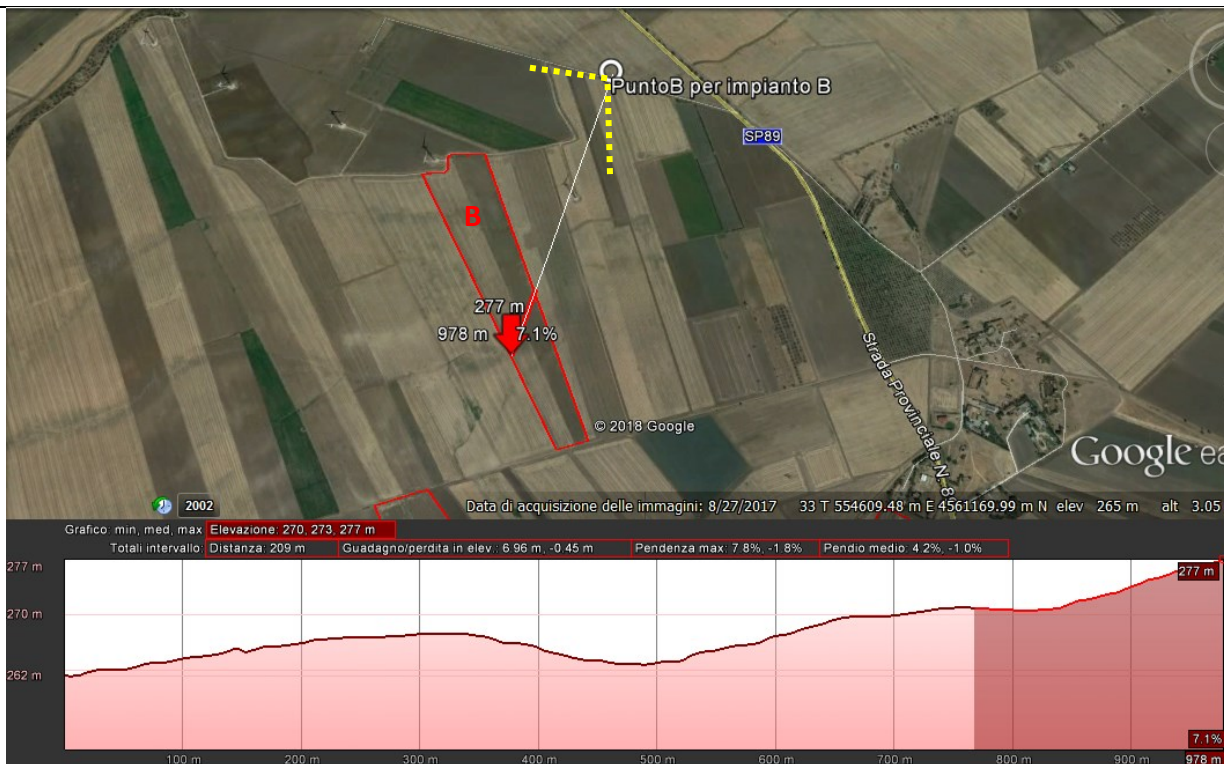 PuntoB per impianto B
SP89
B
277 m
978 m 7.1%
Strada Provinciale N. 8
© 2018 Google
Google ea
2002
Data di acquisizione delle immagini: 8/27/2017 33 T 554609.48 m E 4561169.99 m N elev 265 m alt 3.05
Grafico: min, med, max Elevazione: 270, 273, 277 m
Totali intervallo: Distanza: 209 m Guadagno/perdita in elev.: 6.96 m, -0.45 m Pendenza max: 7.8%, -1.8% Pendio medio: 4.2%, -1.0%
277 m
277 m
270 m
262 m
7.1%
100 m 200 m 300 m 400 m 500 m 600 m 700 m 800 m 900 m 978 m